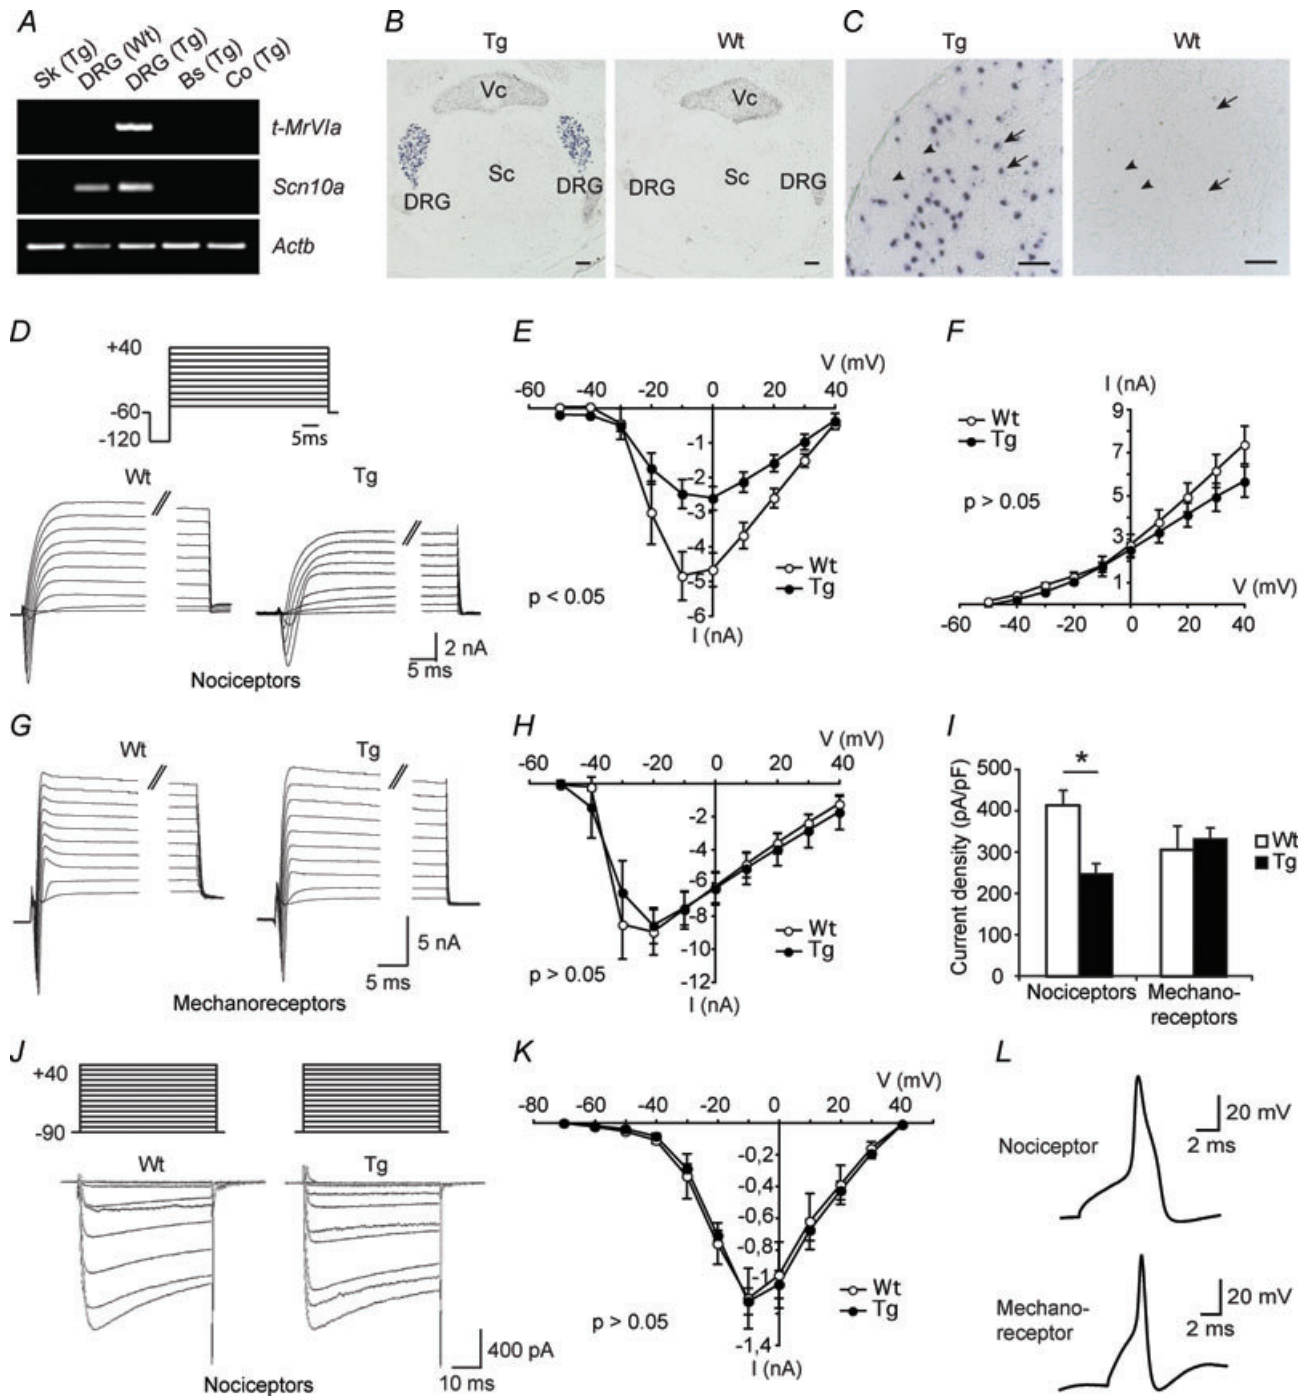 A
Sk (Tg)
DRG (Wt)
DRG (Tg)
Bs (Tg)
Co (Tg)
t-MrVIa
Scn10a
Actb
B
Tg
Wt
Vc
Sc
DRG
DRG
Vc
Sc
DRG
DRG
C
Tg
Wt
D
+40
-60
-120
5ms
Wt
Tg
2 nA
5 ms
Nociceptors
E
V (mV)
-60 -40 -20 0 20 40
-1
-2
-3
-4
-5
-6
I (nA)
Wt
Tg
p < 0.05
F
I (nA)
9
7
5
3
1
Wt
Tg
p > 0.05
V (mV)
-60 -40 -20 0 20 40
G
Wt
Tg
5 nA
5 ms
Mechanoreceptors
H
V (mV)
-60 -40 -20 0 20 40
-2
-4
-6
-8
-10
-12
I (nA)
Wt
Tg
p > 0.05
I
*
Current density (pA/pF)
500
400
300
200
100
0
Wt
Tg
Nociceptors
Mechano-
receptors
J
+40
-90
Wt
Tg
400 pA
10 ms
Nociceptors
K
V (mV)
-80 -60 -40 -20 0 20 40
-0,2
-0,4
-0,6
-0,8
-1
-1,4
I (nA)
Wt
Tg
p > 0.05
L
Nociceptor
20 mV
2 ms
Mechano-
receptor
20 mV
2 ms